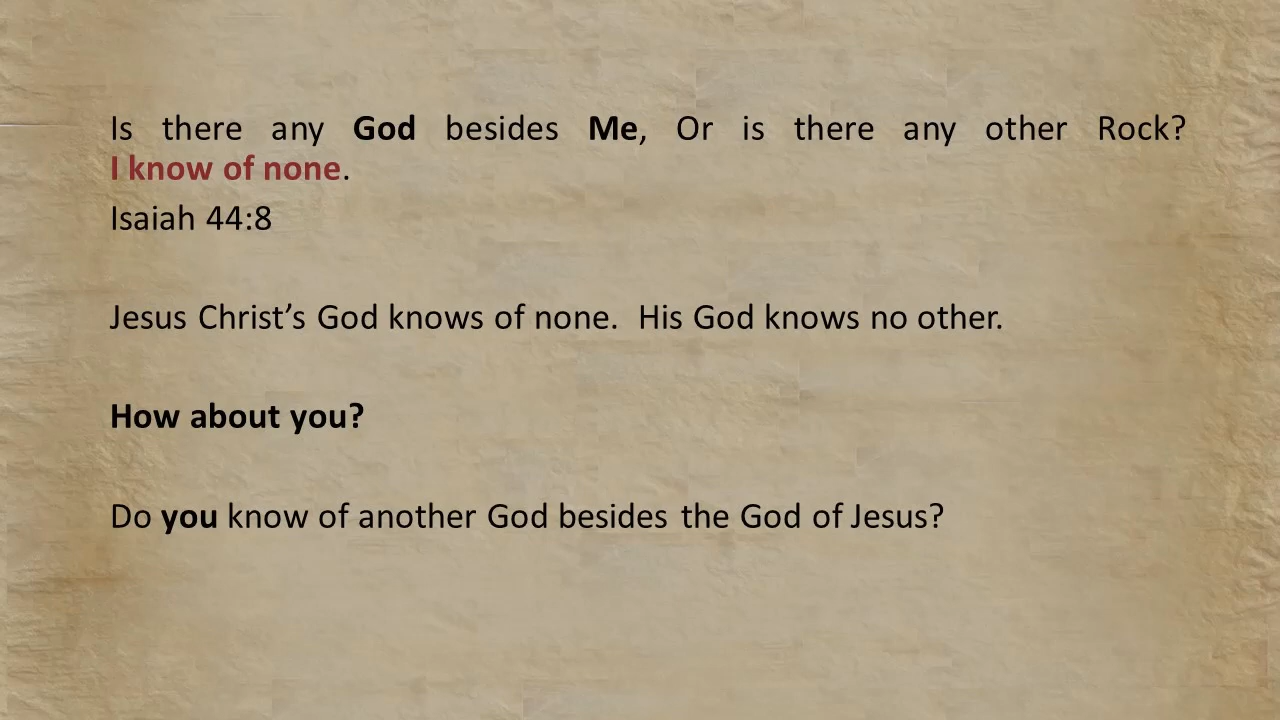 Is there any God besides Me, Or is there any other Rock?
I know of none.
Isaiah 44:8
Jesus Christ’s God knows of none.  His God knows no other.
How about you?
Do you know of another God besides the God of Jesus?